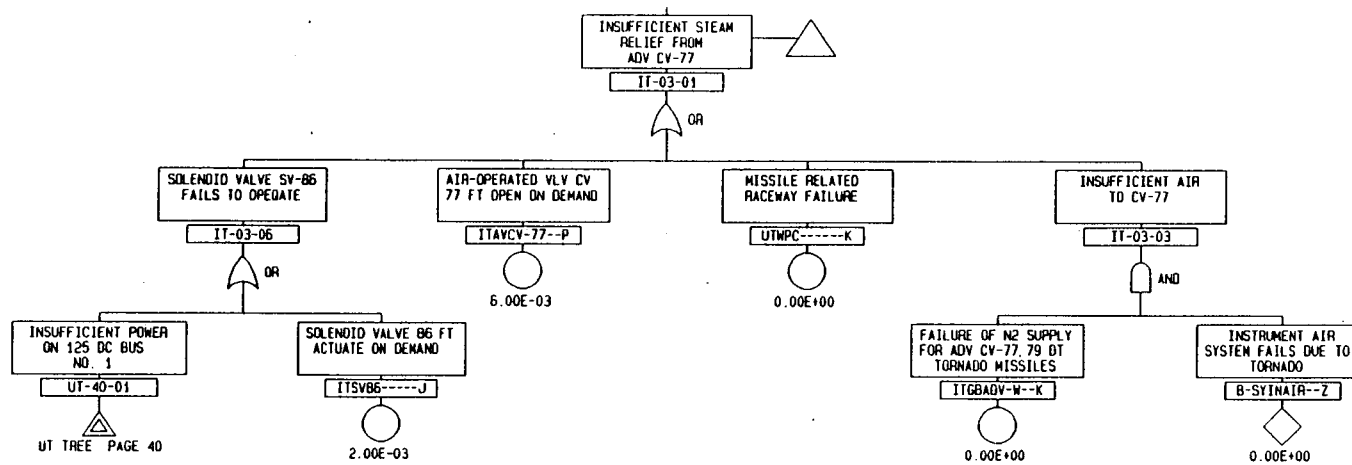 INSUFFICIENT STEAM
RELIEF FROM
ADV CV-77
IT-03-01
OR
SOLENOID VALVE SV-86
FAILS TO OPEQATE
IT-03-06
OR
AIR-OPERATED VLV CV
77 FT OPEN ON DEMAND
ITAVCV-77--P
6.00E-03
MISSILE RELATED
RACEWAY FAILURE
UTWPC------K
0.00E+00
INSUFFICIENT AIR
TO CV-77
IT-03-03
AND
INSUFFICIENT POWER
ON 125 DC BUS
NO. 1
UT-40-01
UT TREE PAGE 40
SOLENOID VALVE 86 FT
ACTUATE ON DEMAND
ITSV86-----J
2.00E-03
FAILURE OF N2 SUPPLY
FOR ADV CV-77,79 DT
TORNADO MISSILES
ITGBADV-W--K
0.00E+00
INSTRUMENT AIR
SYSTEM FAILS DUE TO
TORNADO
B-SYINAIR--Z
0.00E+00